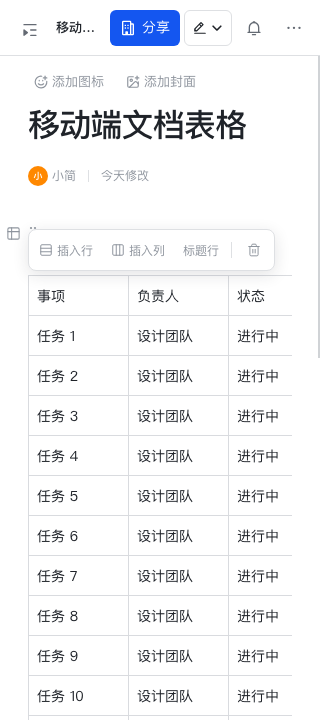 移动... 分享
添加图标 添加封面
移动端文档表格
小 小简 今天修改
插入行 插入列 标题行
事项 负责人 状态
任务 1 设计团队 进行中
任务 2 设计团队 进行中
任务 3 设计团队 进行中
任务 4 设计团队 进行中
任务 5 设计团队 进行中
任务 6 设计团队 进行中
任务 7 设计团队 进行中
任务 8 设计团队 进行中
任务 9 设计团队 进行中
任务 10 设计团队 进行中